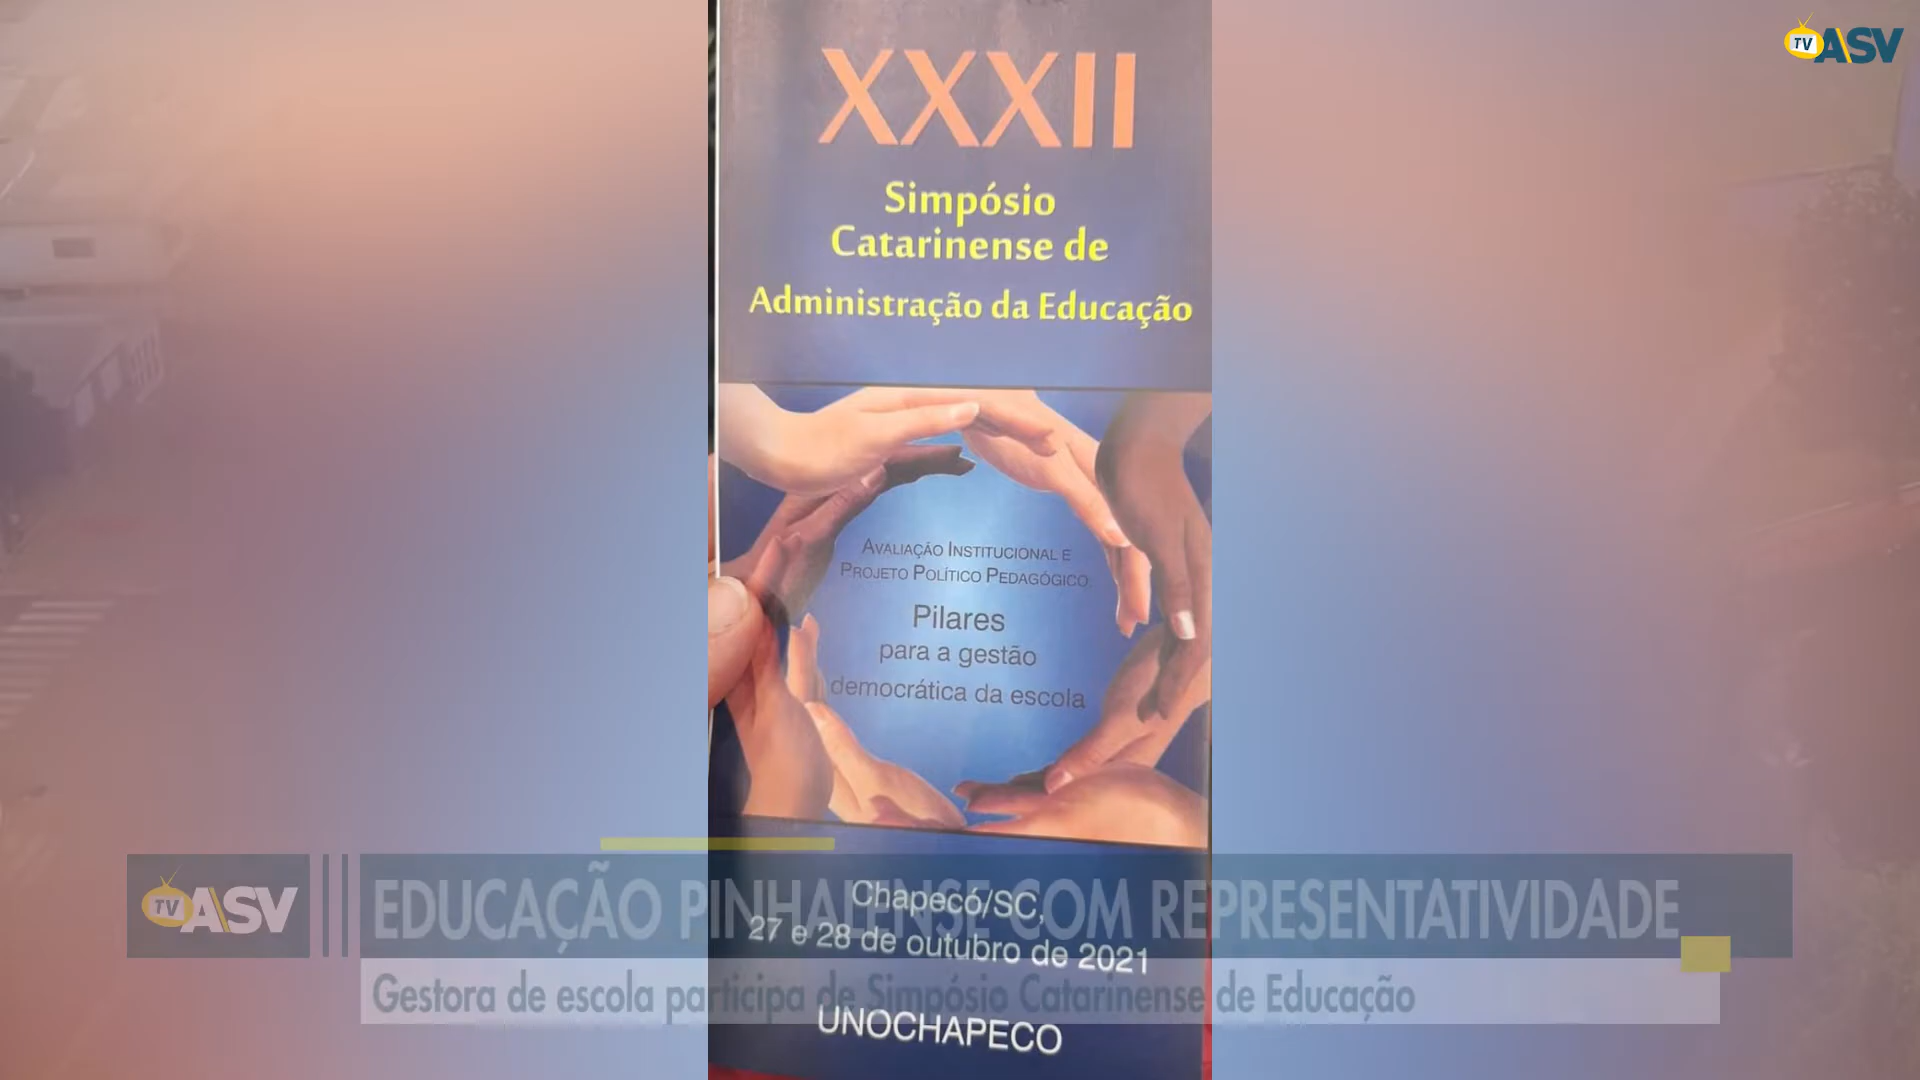 TV ASV
XXXII
Simpósio
Catarinense de
Administração da Educação
AVALIAÇÃO INSTITUCIONAL E
PROJETO POLÍTICO PEDAGÓGICO
Pilares
para a gestão
democrática da escola
Chapecó/SC,
27 e 28 de outubro de 2021
UNOCHAPECO
TV ASV
EDUCAÇÃO PINHALENSE COM REPRESENTATIVIDADE
Gestora de escola participa de Simpósio Catarinense de Educação